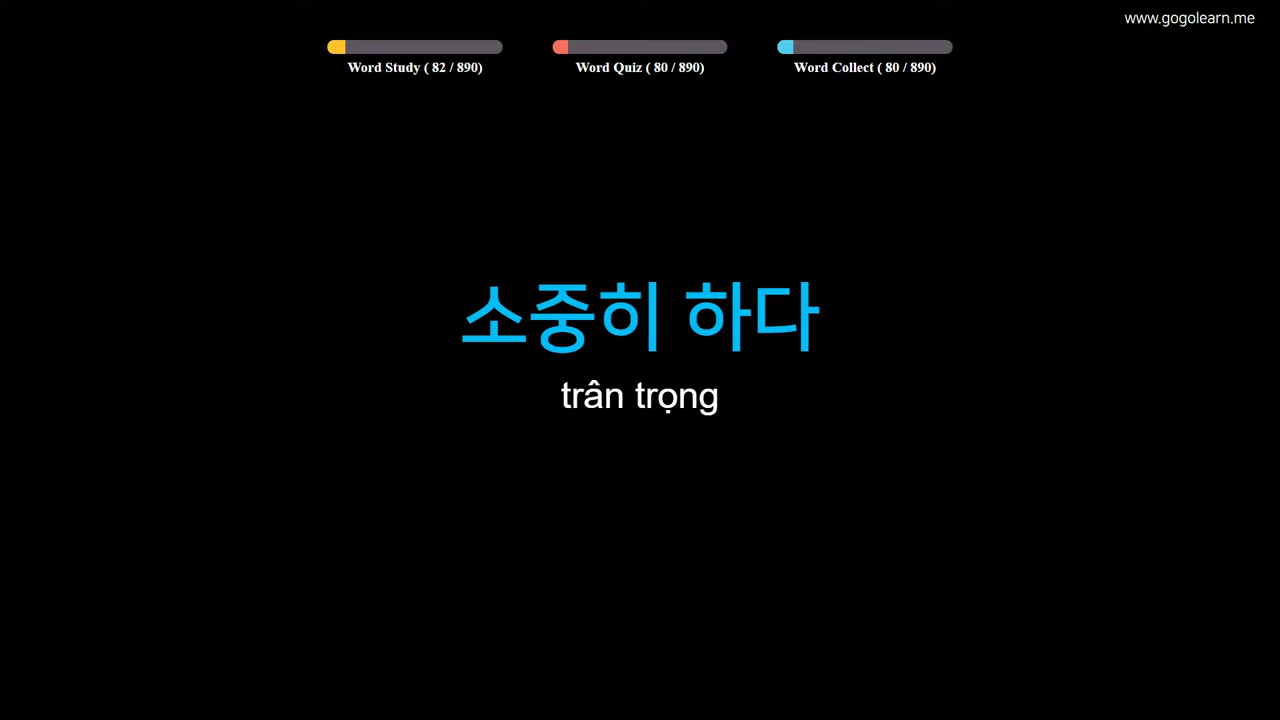 www.gogolearn.me
Word Study ( 82 / 890)
Word Quiz ( 80 / 890)
Word Collect ( 80 / 890)
소중히 하다
trân trọng